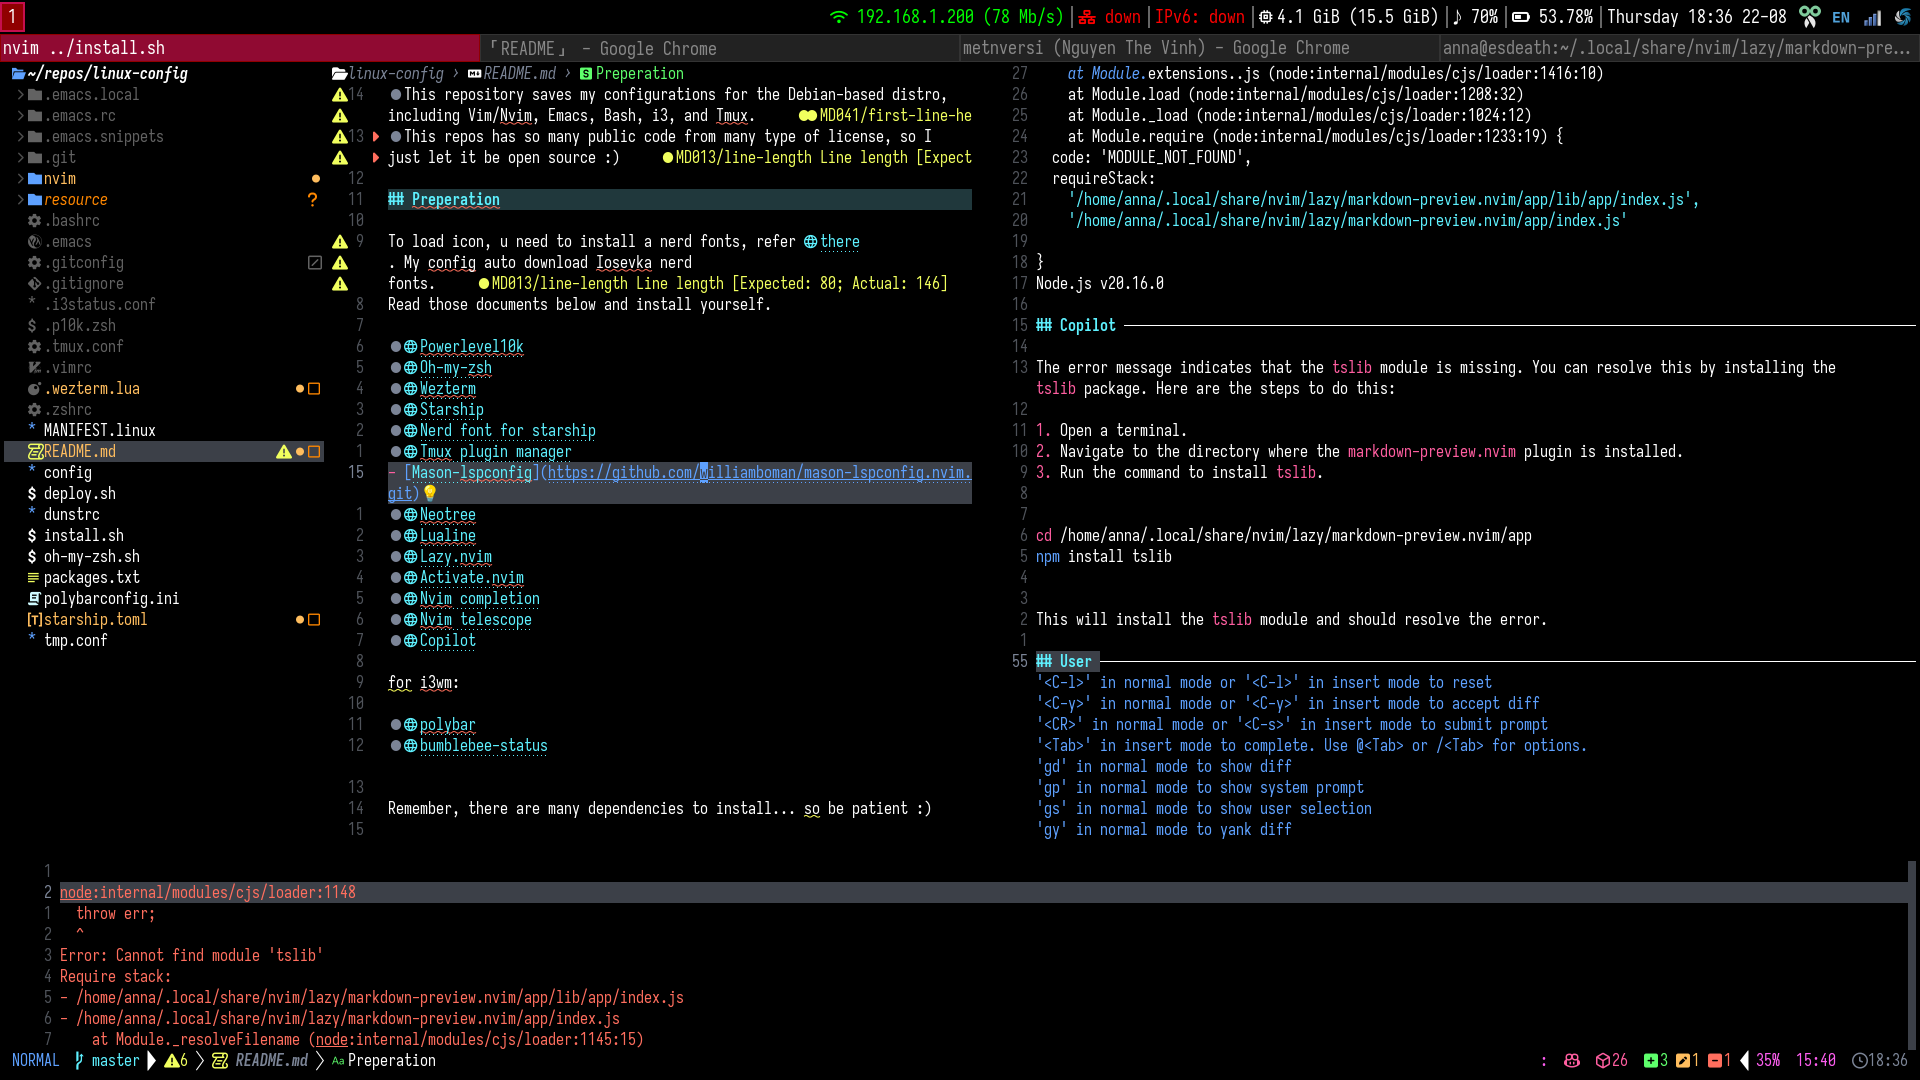 1
192.168.1.200 (78 Mb/s) | down | IPv6: down | 4.1 GiB (15.5 GiB) | ♪ 70% | 53.78% | Thursday 18:36 22-08 EN
nvim ../install.sh
「README」 - Google Chrome
metnversi (Nguyen The Vinh) - Google Chrome
anna@esdeath:~/.local/share/nvim/lazy/markdown-pre...
~/repos/linux-config
.emacs.local
.emacs.rc
.emacs.snippets
.git
nvim
resource ?
.bashrc
.emacs
.gitconfig
.gitignore
.i3status.conf
.p10k.zsh
.tmux.conf
.vimrc
.wezterm.lua
.zshrc
MANIFEST.linux
README.md
config
deploy.sh
dunstrc
install.sh
oh-my-zsh.sh
packages.txt
polybarconfig.ini
starship.toml
tmp.conf
linux-config › README.md › Preperation
14 This repository saves my configurations for the Debian-based distro,
including Vim/Nvim, Emacs, Bash, i3, and Tmux. MD041/first-line-he
13 This repos has so many public code from many type of license, so I
just let it be open source :) MD013/line-length Line length [Expect
12
11 ## Preperation
10
9 To load icon, u need to install a nerd fonts, refer there
. My config auto download Iosevka nerd
fonts. MD013/line-length Line length [Expected: 80; Actual: 146]
8 Read those documents below and install yourself.
7
6 Powerlevel10k
5 Oh-my-zsh
4 Wezterm
3 Starship
2 Nerd font for starship
1 Tmux plugin manager
15 - [Mason-lspconfig](https://github.com/williamboman/mason-lspconfig.nvim.
git)
1 Neotree
2 Lualine
3 Lazy.nvim
4 Activate.nvim
5 Nvim completion
6 Nvim telescope
7 Copilot
8
9 for i3wm:
10
11 polybar
12 bumblebee-status
13
14 Remember, there are many dependencies to install... so be patient :)
15
27 at Module.extensions..js (node:internal/modules/cjs/loader:1416:10)
26 at Module.load (node:internal/modules/cjs/loader:1208:32)
25 at Module._load (node:internal/modules/cjs/loader:1024:12)
24 at Module.require (node:internal/modules/cjs/loader:1233:19) {
23 code: 'MODULE_NOT_FOUND',
22 requireStack:
21 '/home/anna/.local/share/nvim/lazy/markdown-preview.nvim/app/lib/app/index.js',
20 '/home/anna/.local/share/nvim/lazy/markdown-preview.nvim/app/index.js'
19
18 }
17 Node.js v20.16.0
16
15 ## Copilot
14
13 The error message indicates that the tslib module is missing. You can resolve this by installing the
tslib package. Here are the steps to do this:
12
11 1. Open a terminal.
10 2. Navigate to the directory where the markdown-preview.nvim plugin is installed.
9 3. Run the command to install tslib.
8
7
6 cd /home/anna/.local/share/nvim/lazy/markdown-preview.nvim/app
5 npm install tslib
4
3
2 This will install the tslib module and should resolve the error.
1
55 ## User
'<C-l>' in normal mode or '<C-l>' in insert mode to reset
'<C-y>' in normal mode or '<C-y>' in insert mode to accept diff
'<CR>' in normal mode or '<C-s>' in insert mode to submit prompt
'<Tab>' in insert mode to complete. Use @<Tab> or /<Tab> for options.
'gd' in normal mode to show diff
'gp' in normal mode to show system prompt
'gs' in normal mode to show user selection
'gy' in normal mode to yank diff
1
2 node:internal/modules/cjs/loader:1148
1 throw err;
2 ^
3 Error: Cannot find module 'tslib'
4 Require stack:
5 - /home/anna/.local/share/nvim/lazy/markdown-preview.nvim/app/lib/app/index.js
6 - /home/anna/.local/share/nvim/lazy/markdown-preview.nvim/app/index.js
7 at Module._resolveFilename (node:internal/modules/cjs/loader:1145:15)
NORMAL master 6 README.md Aa Preperation : 26 3 1 1 35% 15:40 18:36